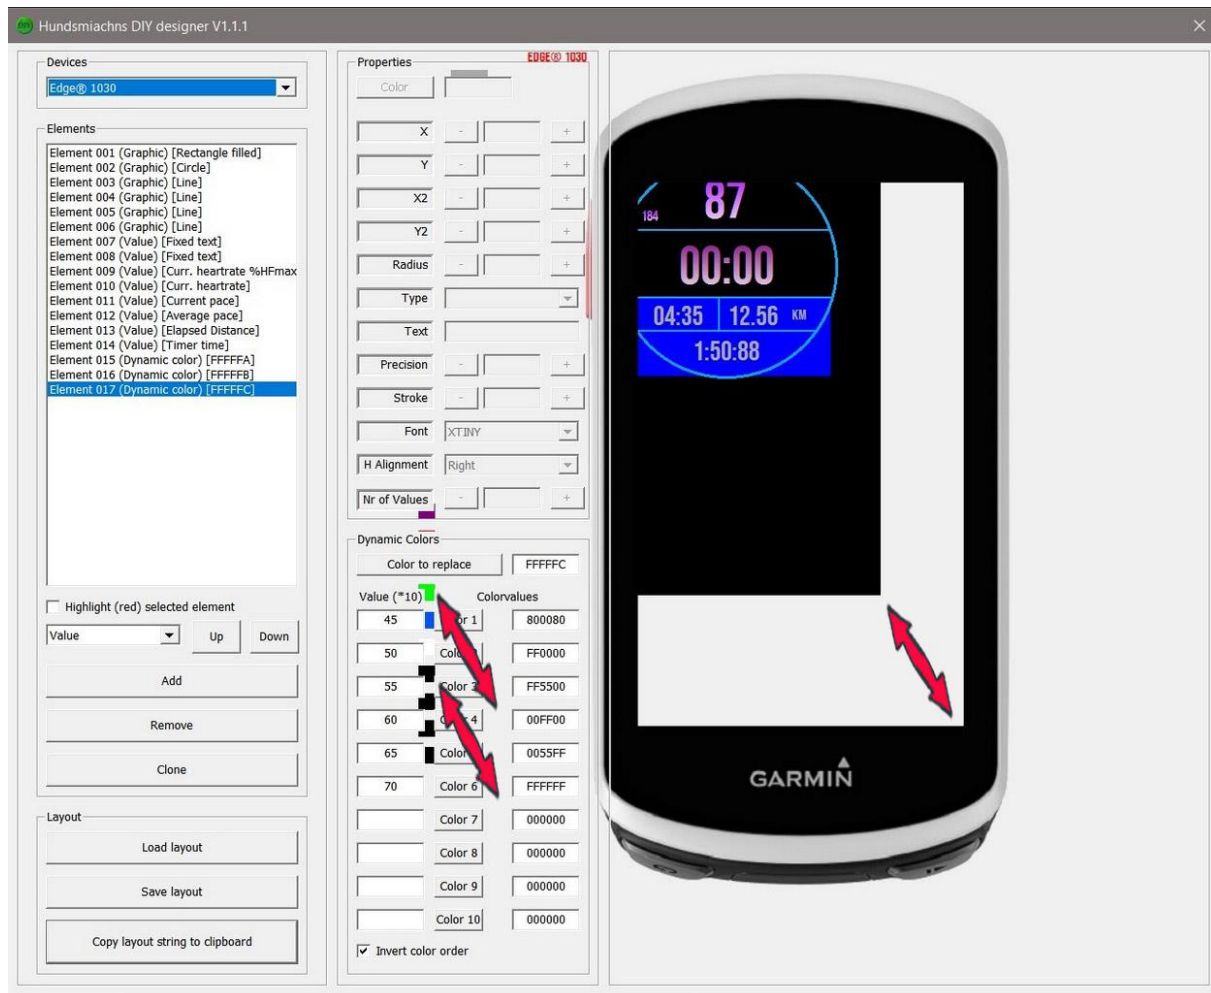 Hundsmiachns DIY designer V1.1.1
Devices
Edge® 1030
Elements
Element 001 (Graphic) [Rectangle filled]
Element 002 (Graphic) [Circle]
Element 003 (Graphic) [Line]
Element 004 (Graphic) [Line]
Element 005 (Graphic) [Line]
Element 006 (Graphic) [Line]
Element 007 (Value) [Fixed text]
Element 008 (Value) [Fixed text]
Element 009 (Value) [Curr. heartrate %HFmax
Element 010 (Value) [Curr. heartrate]
Element 011 (Value) [Current pace]
Element 012 (Value) [Average pace]
Element 013 (Value) [Elapsed Distance]
Element 014 (Value) [Timer time]
Element 015 (Dynamic color) [FFFFFA]
Element 016 (Dynamic color) [FFFFFB]
Element 017 (Dynamic color) [FFFFFC]
Highlight (red) selected element
Value Up Down
Add
Remove
Clone
Layout
Load layout
Save layout
Copy layout string to clipboard
Properties EDGE® 1030
Color
X - +
Y - +
X2 - +
Y2 - +
Radius - +
Type
Text
Precision - +
Stroke - +
Font XTINY
H Alignment Right
Nr of Values - +
Dynamic Colors
Color to replace FFFFFC
Value (*10) Colorvalues
45 1 800080
50 FF0000
55 Color 3 FF5500
60 4 00FF00
65 Color 0055FF
70 Color 6 FFFFFF
Color 7 000000
Color 8 000000
Color 9 000000
Color 10 000000
Invert color order
87
184
00:00
04:35 12.56 KM
1:50:88
GARMIN